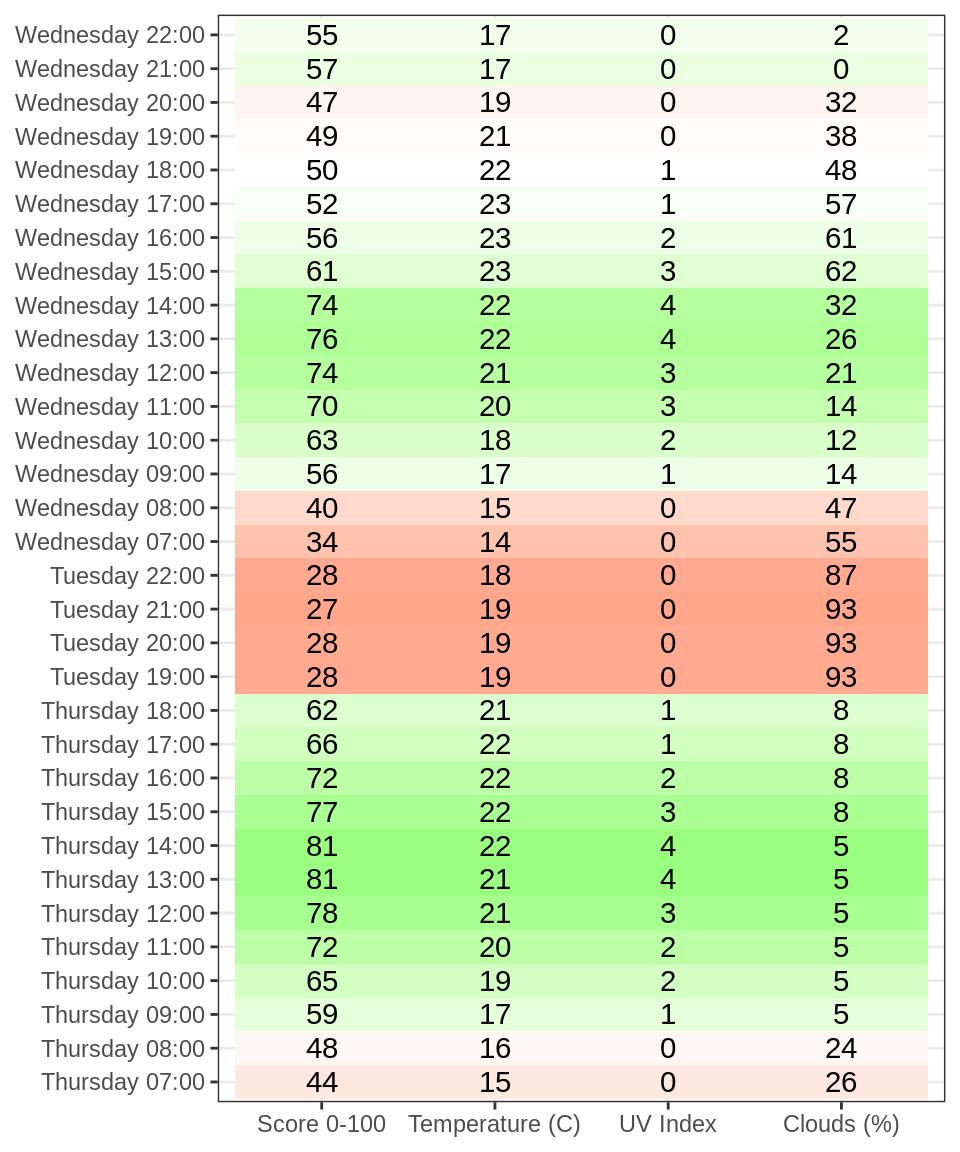 Wednesday 22:00 55 17 0 2
Wednesday 21:00 57 17 0 0
Wednesday 20:00 47 19 0 32
Wednesday 19:00 49 21 0 38
Wednesday 18:00 50 22 1 48
Wednesday 17:00 52 23 1 57
Wednesday 16:00 56 23 2 61
Wednesday 15:00 61 23 3 62
Wednesday 14:00 74 22 4 32
Wednesday 13:00 76 22 4 26
Wednesday 12:00 74 21 3 21
Wednesday 11:00 70 20 3 14
Wednesday 10:00 63 18 2 12
Wednesday 09:00 56 17 1 14
Wednesday 08:00 40 15 0 47
Wednesday 07:00 34 14 0 55
Tuesday 22:00 28 18 0 87
Tuesday 21:00 27 19 0 93
Tuesday 20:00 28 19 0 93
Tuesday 19:00 28 19 0 93
Thursday 18:00 62 21 1 8
Thursday 17:00 66 22 1 8
Thursday 16:00 72 22 2 8
Thursday 15:00 77 22 3 8
Thursday 14:00 81 22 4 5
Thursday 13:00 81 21 4 5
Thursday 12:00 78 21 3 5
Thursday 11:00 72 20 2 5
Thursday 10:00 65 19 2 5
Thursday 09:00 59 17 1 5
Thursday 08:00 48 16 0 24
Thursday 07:00 44 15 0 26
Score 0-100 Temperature (C) UV Index Clouds (%)